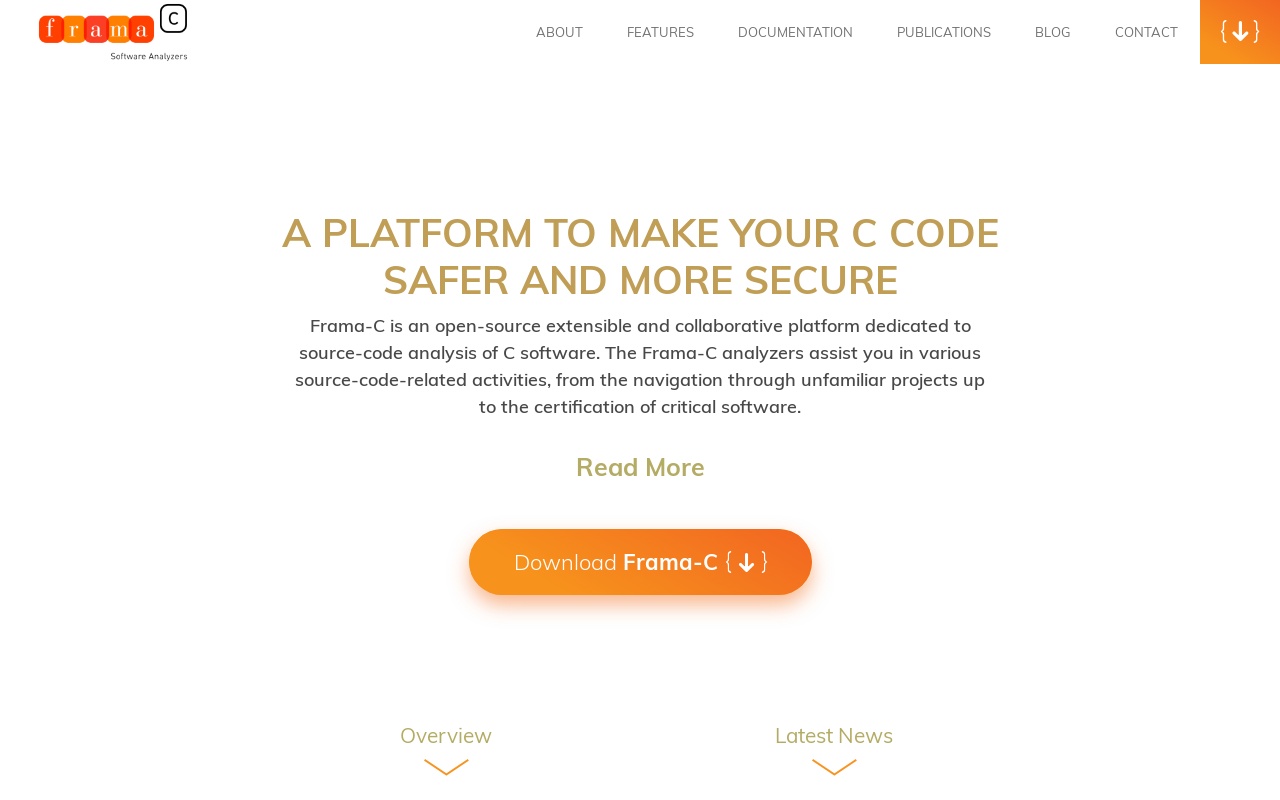 frama C
Software Analyzers
ABOUT FEATURES DOCUMENTATION PUBLICATIONS BLOG CONTACT
A PLATFORM TO MAKE YOUR C CODE
SAFER AND MORE SECURE
Frama-C is an open-source extensible and collaborative platform dedicated to
source-code analysis of C software. The Frama-C analyzers assist you in various
source-code-related activities, from the navigation through unfamiliar projects up
to the certification of critical software.
Read More
Download Frama-C {↓}
Overview
Latest News